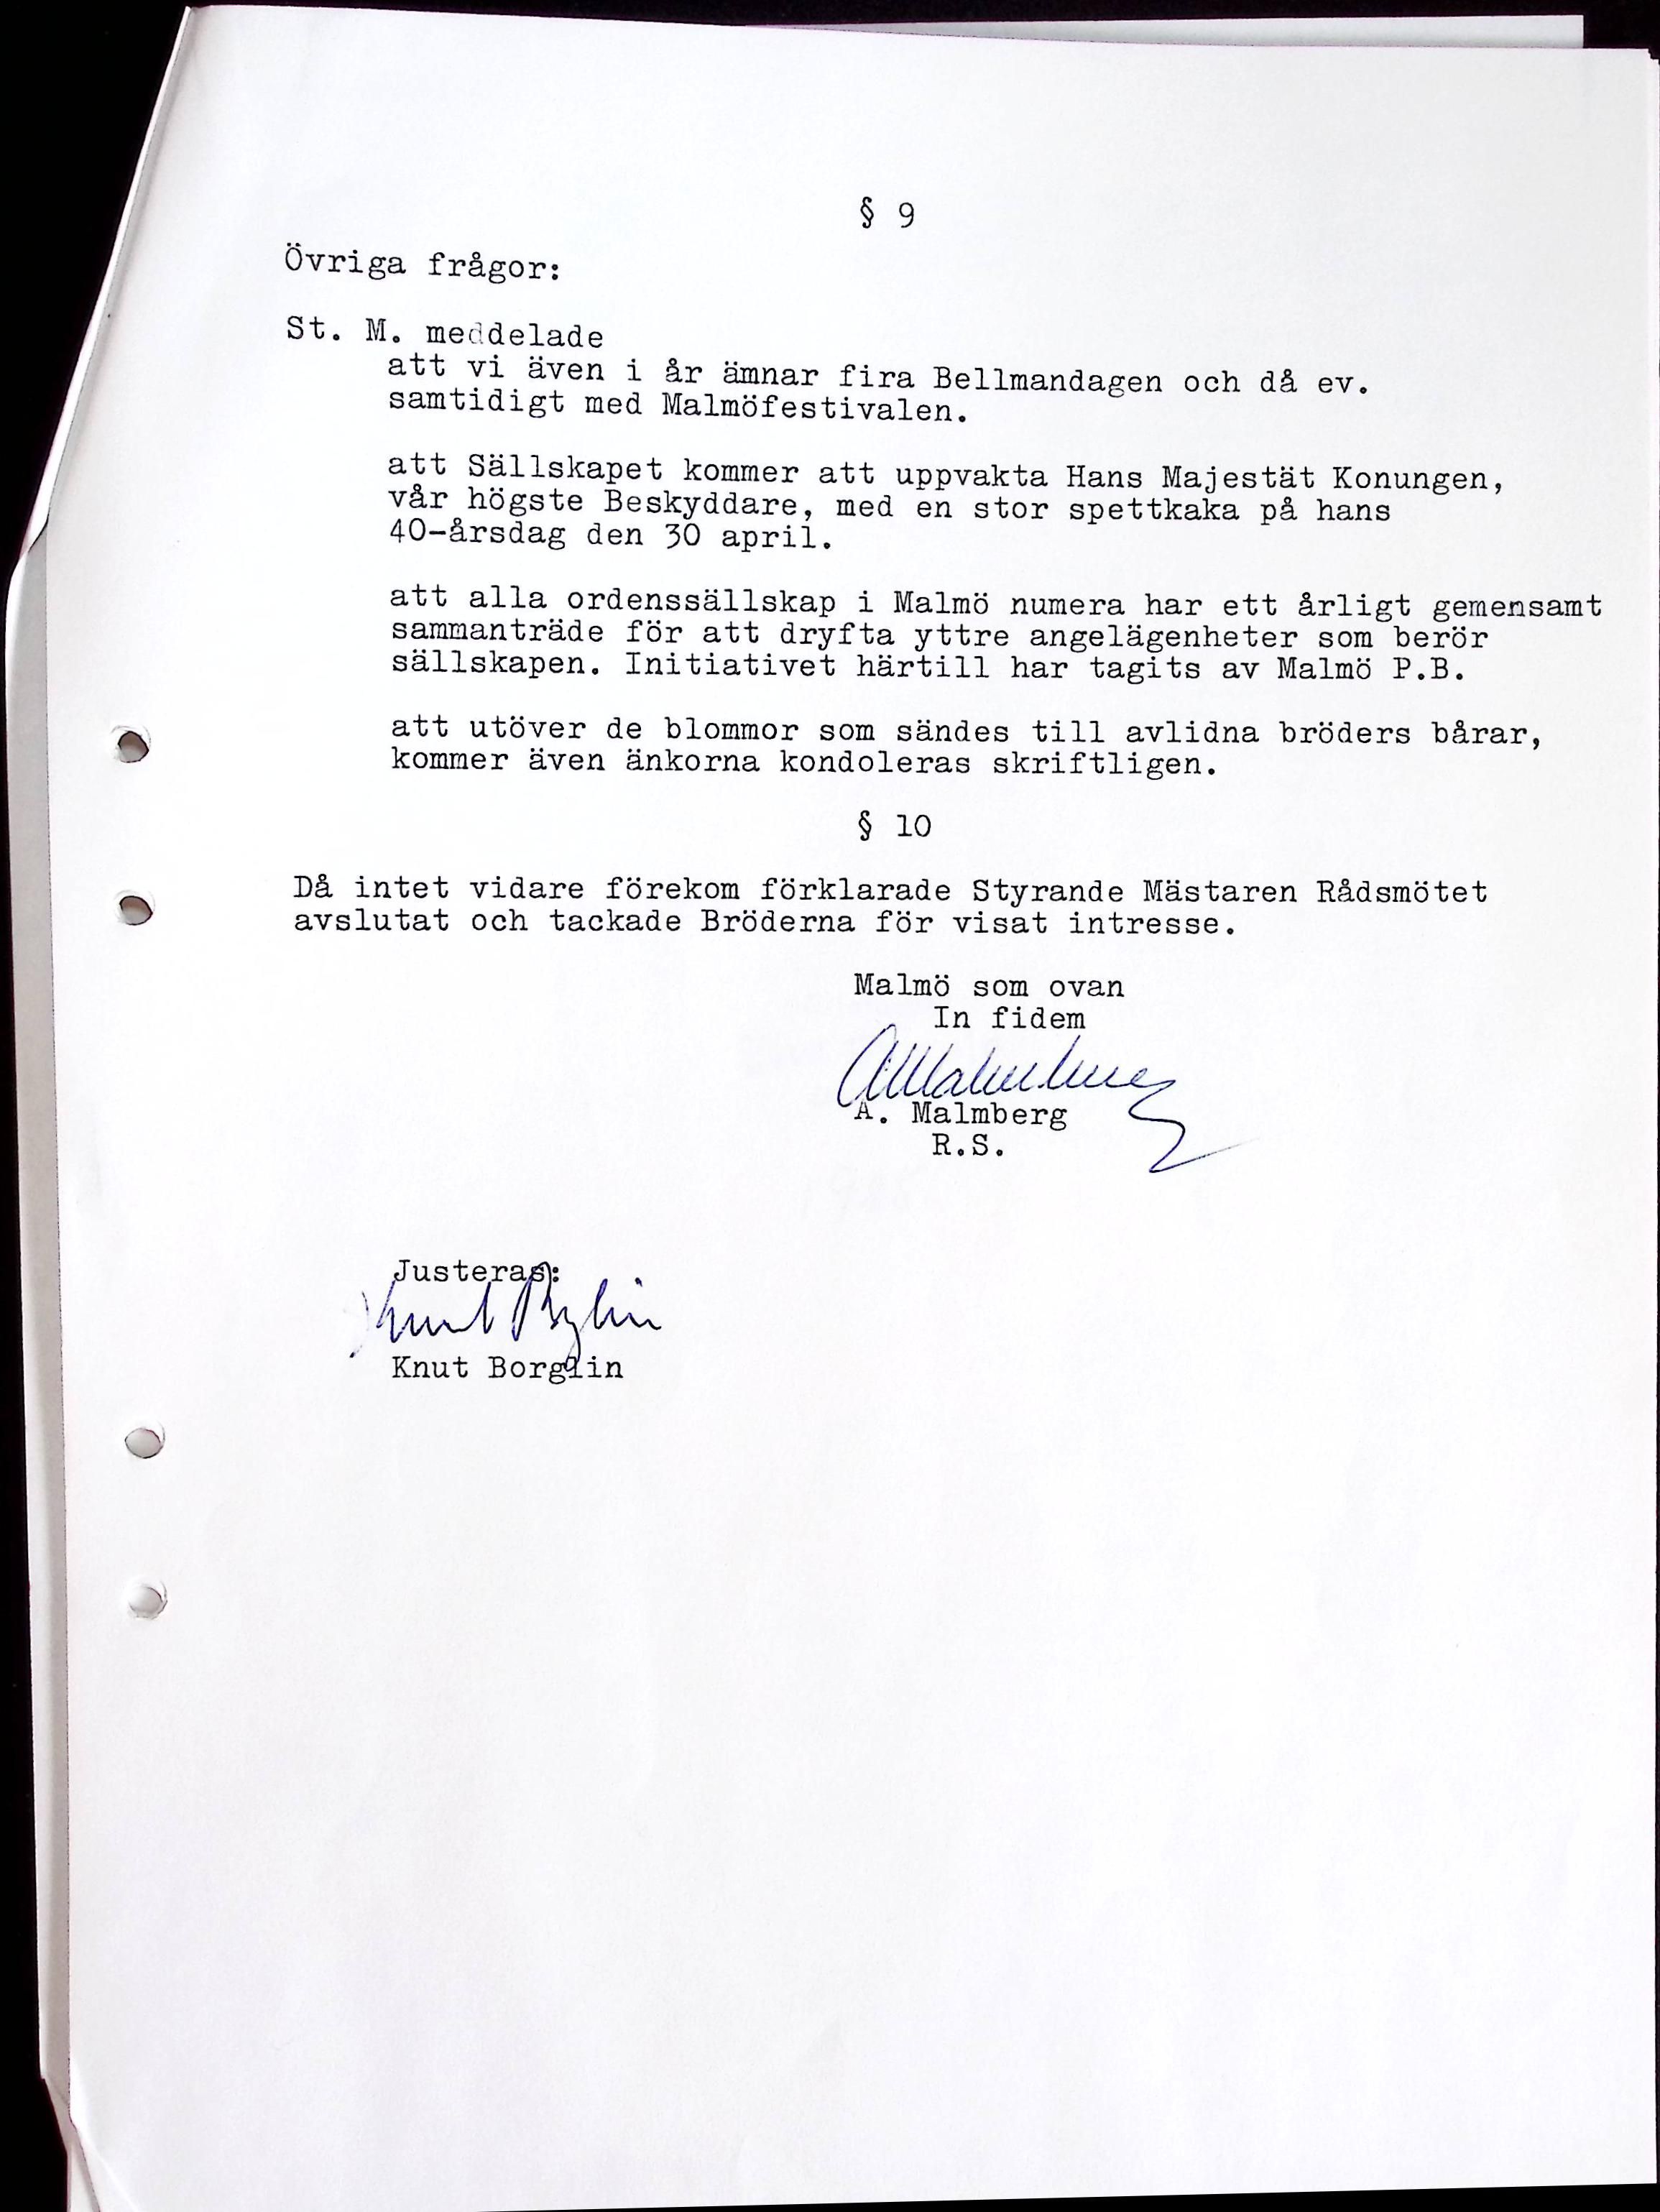 § 9
Övriga frågor:
St. M. meddelade
att vi även i år ämnar fira Bellmandagen och då ev.
samtidigt med Malmöfestivalen.
att Sällskapet kommer att uppvakta Hans Majestät Konungen,
vår högste Beskyddare, med en stor spettkaka på hans
40-årsdag den 30 april.
att alla ordenssällskap i Malmö numera har ett årligt gemensamt
sammanträde för att dryfta yttre angelägenheter som berör
sällskapen. Initiativet härtill har tagits av Malmö P.B.
att utöver de blommor som sändes till avlidna bröders bårar,
kommer även änkorna kondoleras skriftligen.
§ 10
Då intet vidare förekom förklarade Styrande Mästaren Rådsmötet
avslutat och tackade Bröderna för visat intresse.
Malmö som ovan
In fidem
AMalmberg
A. Malmberg
R.S.
Justeras:
Knut Borglin
Knut Borglin